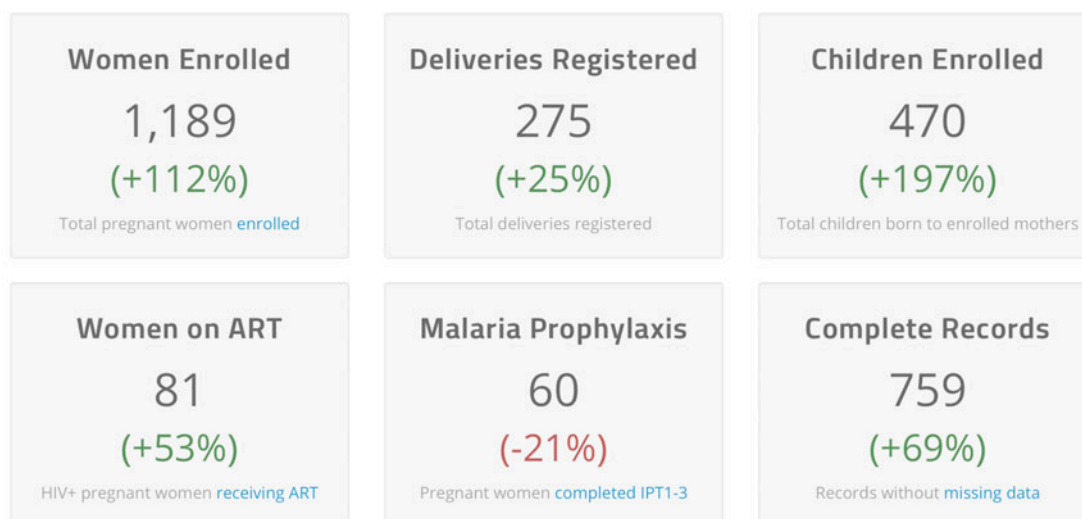 Women Enrolled
1,189
(+112%)
Total pregnant women enrolled
Deliveries Registered
275
(+25%)
Total deliveries registered
Children Enrolled
470
(+197%)
Total children born to enrolled mothers
Women on ART
81
(+53%)
HIV+ pregnant women receiving ART
Malaria Prophylaxis
60
(-21%)
Pregnant women completed IPT1-3
Complete Records
759
(+69%)
Records without missing data